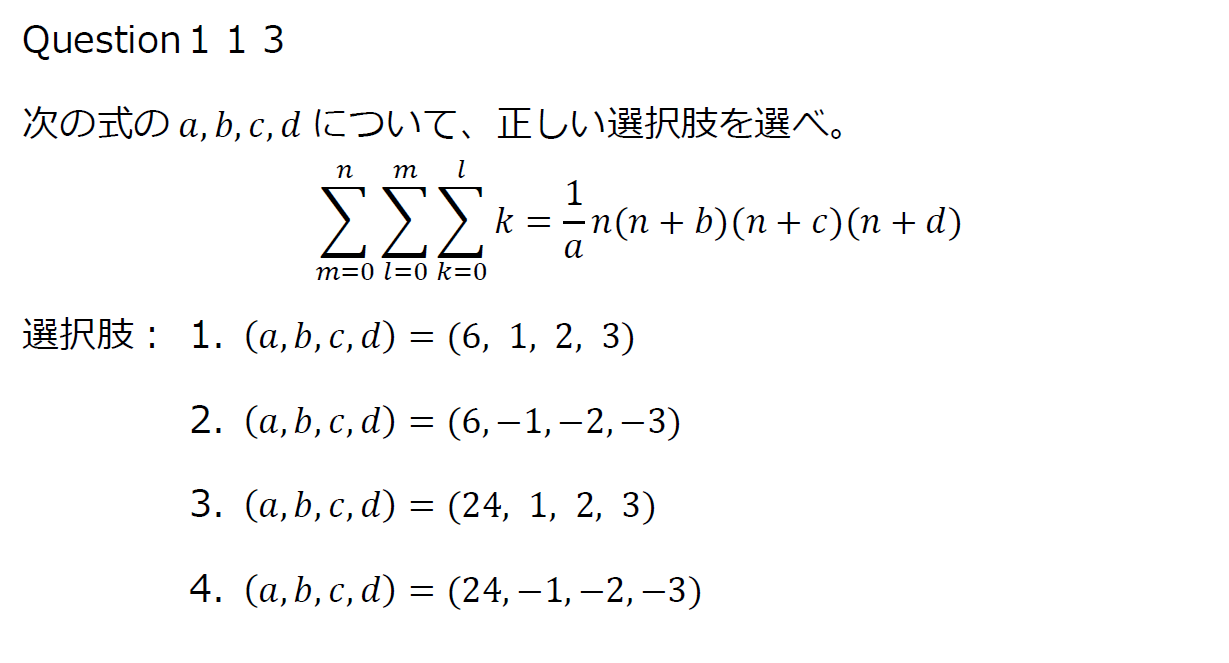 Question１１３
次の式の a, b, c, d について、正しい選択肢を選べ。
$\sum_{m=0}^{n} \sum_{l=0}^{m} \sum_{k=0}^{l} k = \frac{1}{a} n(n + b)(n + c)(n + d)$
選択肢： 1. (a, b, c, d) = (6, 1, 2, 3)
2. (a, b, c, d) = (6, −1, −2, −3)
3. (a, b, c, d) = (24, 1, 2, 3)
4. (a, b, c, d) = (24, −1, −2, −3)